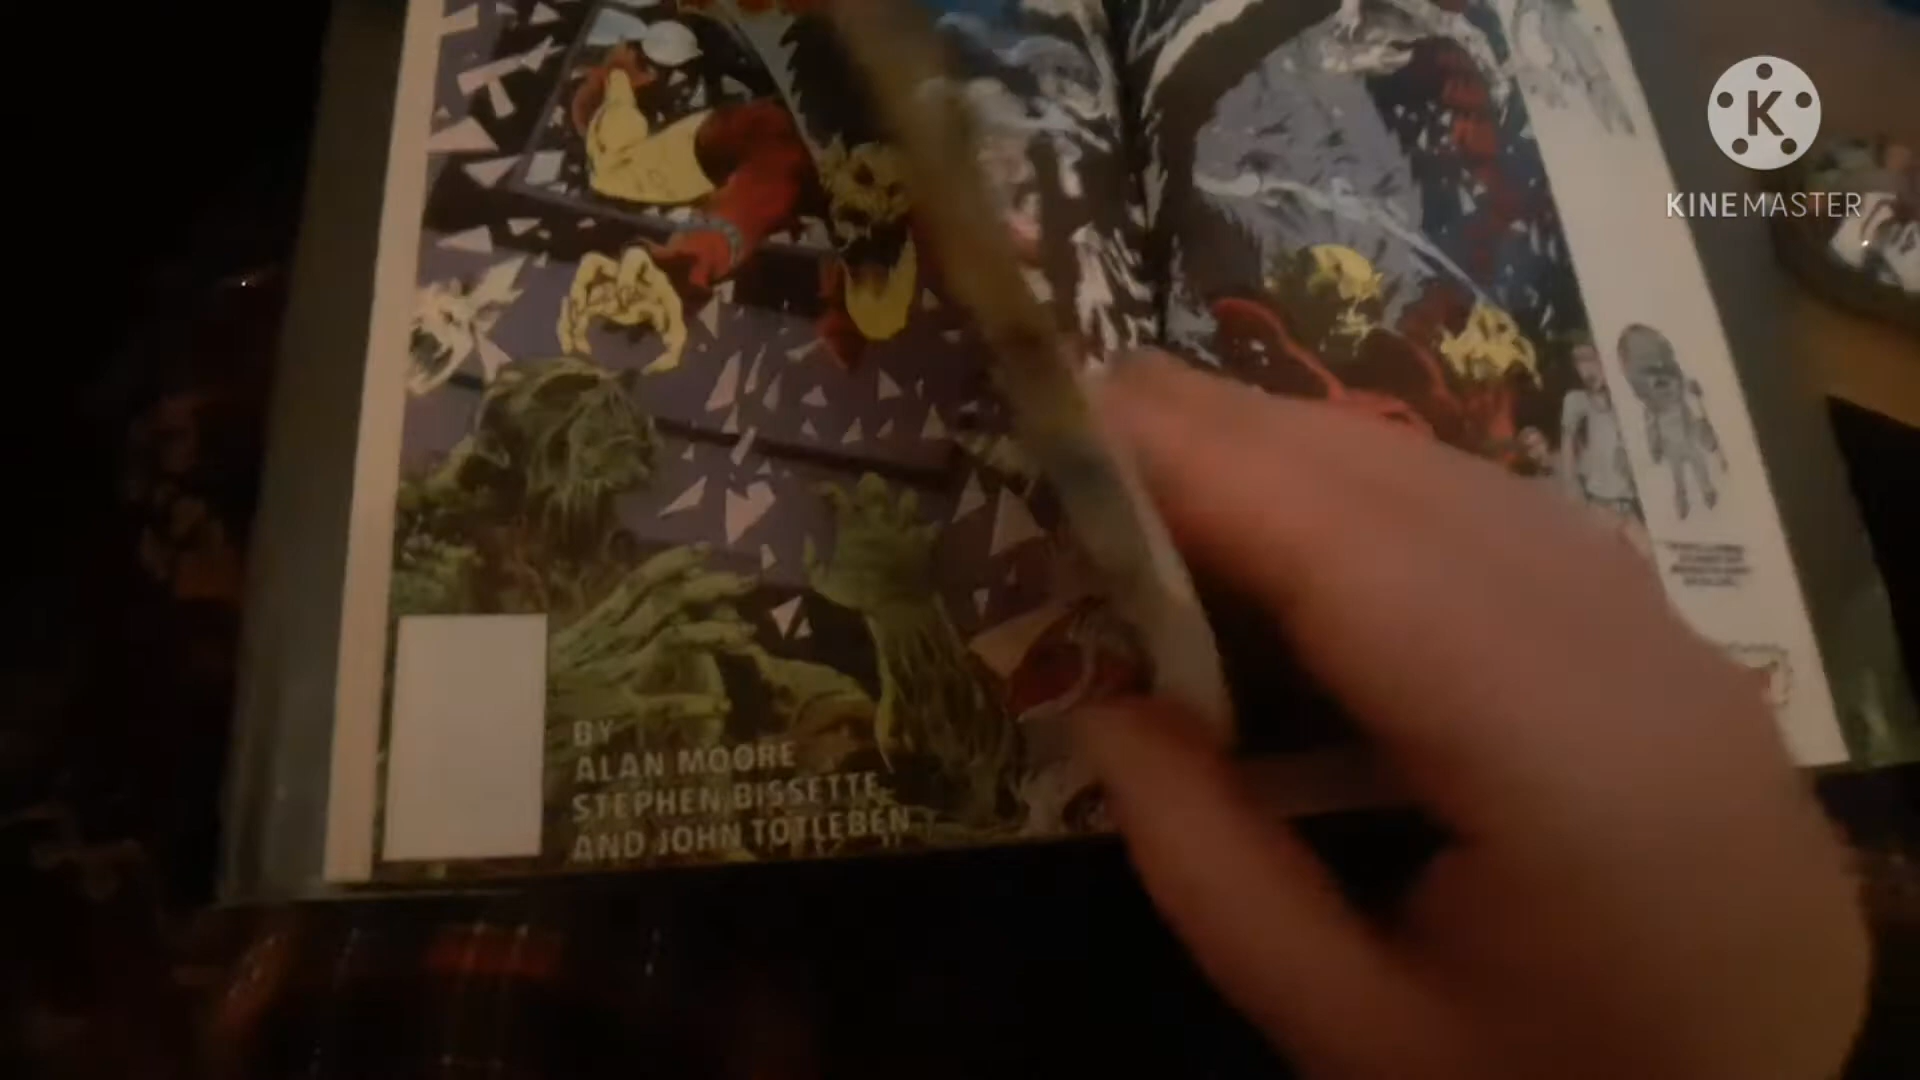 K
KINEMASTER
BY
ALAN MOORE
STEPHEN BISSETTE
AND JOHN TOTLEBEN